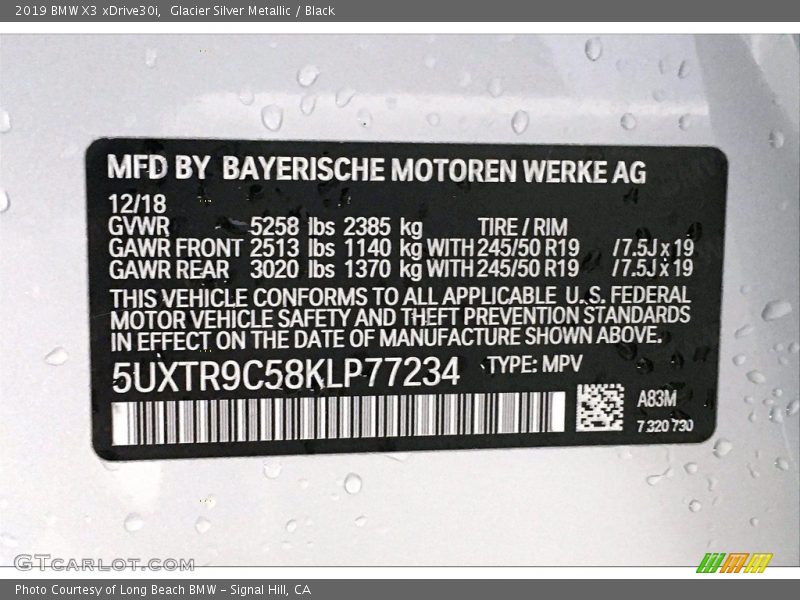 2019 BMW X3 xDrive30i, Glacier Silver Metallic / Black
MFD BY BAYERISCHE MOTOREN WERKE AG
12/18
GVWR 5258 lbs 2385 kg TIRE / RIM
GAWR FRONT 2513 lbs 1140 kg WITH 245/50 R19 /7.5J x 19
GAWR REAR 3020 lbs 1370 kg WITH 245/50 R19 /7.5J x 19
THIS VEHICLE CONFORMS TO ALL APPLICABLE U.S. FEDERAL
MOTOR VEHICLE SAFETY AND THEFT PREVENTION STANDARDS
IN EFFECT ON THE DATE OF MANUFACTURE SHOWN ABOVE.
5UXTR9C58KLP77234 TYPE: MPV
A83M
7 320 730
GTCARLOT.COM
Photo Courtesy of Long Beach BMW - Signal Hill, CA